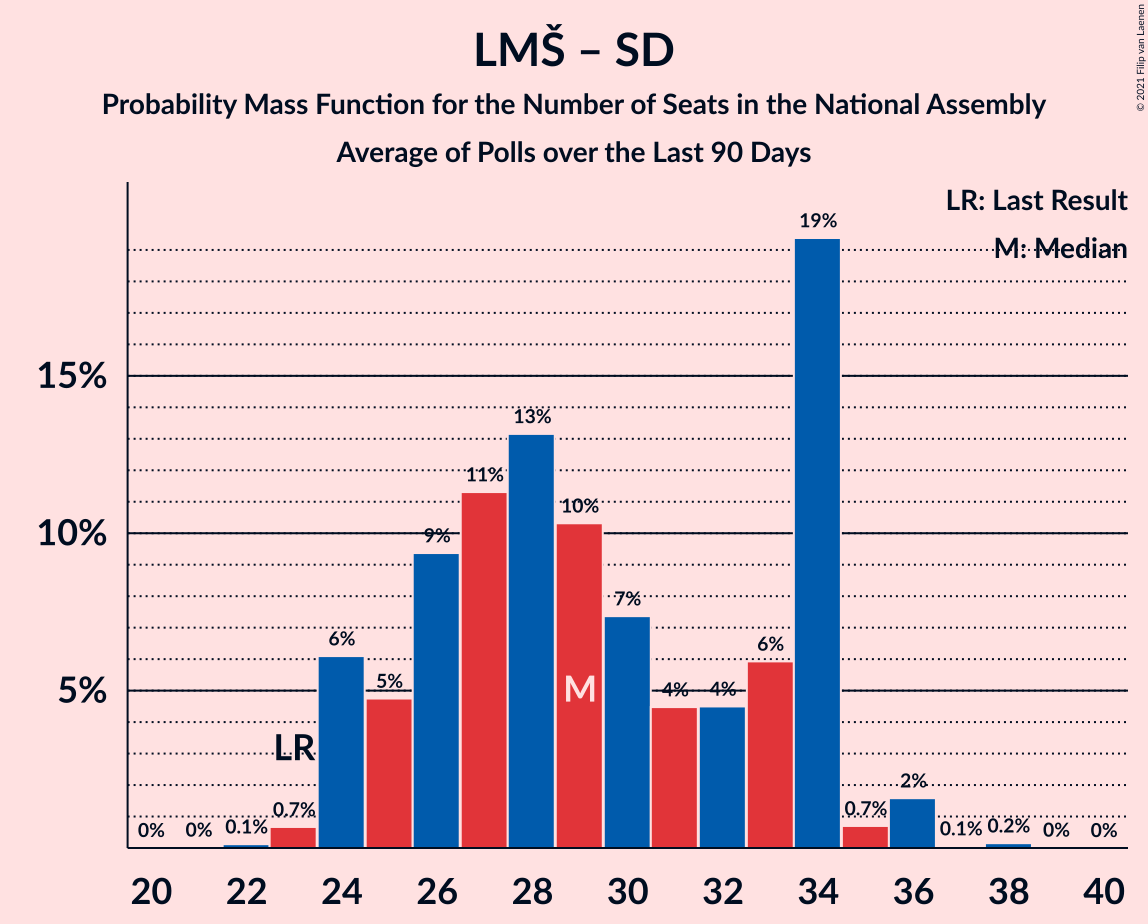 LMŠ – SD
Probability Mass Function for the Number of Seats in the National Assembly
Average of Polls over the Last 90 Days
© 2021 Filip van Laenen
LR: Last Result
M: Median
15%
10%
5%
0%
0%
0.1%
0.7%
6%
5%
9%
11%
13%
10%
7%
4%
4%
6%
19%
0.7%
2%
0.1%
0.2%
0%
0%
LR
M
20 22 24 26 28 30 32 34 36 38 40